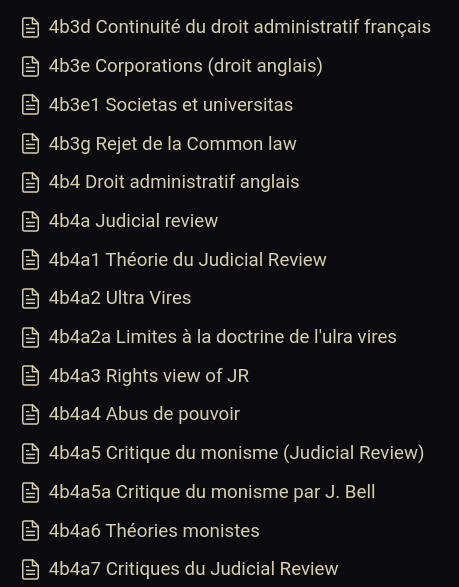 4b3d Continuité du droit administratif français
4b3e Corporations (droit anglais)
4b3e1 Societas et universitas
4b3g Rejet de la Common law
4b4 Droit administratif anglais
4b4a Judicial review
4b4a1 Théorie du Judicial Review
4b4a2 Ultra Vires
4b4a2a Limites à la doctrine de l'ulra vires
4b4a3 Rights view of JR
4b4a4 Abus de pouvoir
4b4a5 Critique du monisme (Judicial Review)
4b4a5a Critique du monisme par J. Bell
4b4a6 Théories monistes
4b4a7 Critiques du Judicial Review